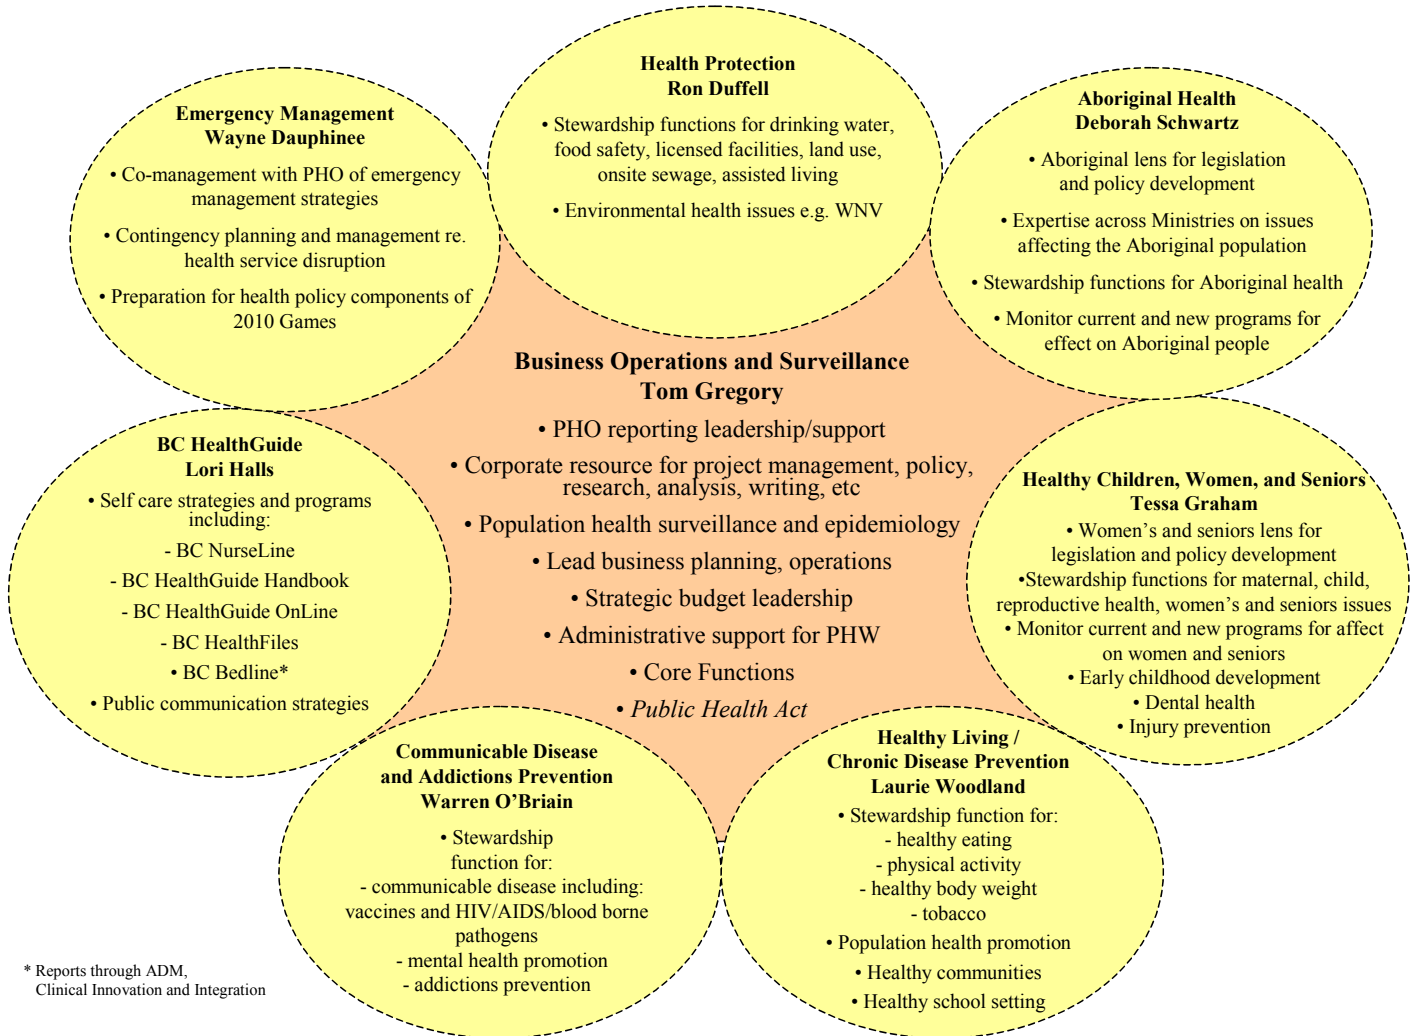 Health Protection
Ron Duffell
• Stewardship functions for drinking water,
food safety, licensed facilities, land use,
onsite sewage, assisted living
• Environmental health issues e.g. WNV
Emergency Management
Wayne Dauphinee
• Co-management with PHO of emergency
management strategies
• Contingency planning and management re.
health service disruption
• Preparation for health policy components of
2010 Games
Aboriginal Health
Deborah Schwartz
• Aboriginal lens for legislation
and policy development
• Expertise across Ministries on issues
affecting the Aboriginal population
• Stewardship functions for Aboriginal health
• Monitor current and new programs for
effect on Aboriginal people
Business Operations and Surveillance
Tom Gregory
• PHO reporting leadership/support
• Corporate resource for project management, policy,
research, analysis, writing, etc
• Population health surveillance and epidemiology
• Lead business planning, operations
• Strategic budget leadership
• Administrative support for PHW
• Core Functions
• Public Health Act
BC HealthGuide
Lori Halls
• Self care strategies and programs
including:
- BC NurseLine
- BC HealthGuide Handbook
- BC HealthGuide OnLine
- BC HealthFiles
• BC Bedline*
• Public communication strategies
Healthy Children, Women, and Seniors
Tessa Graham
• Women’s and seniors lens for
legislation and policy development
•Stewardship functions for maternal, child,
reproductive health, women’s and seniors issues
• Monitor current and new programs for affect
on women and seniors
• Early childhood development
• Dental health
• Injury prevention
Communicable Disease
and Addictions Prevention
Warren O’Briain
• Stewardship
function for:
- communicable disease including:
vaccines and HIV/AIDS/blood borne
pathogens
- mental health promotion
- addictions prevention
Healthy Living /
Chronic Disease Prevention
Laurie Woodland
• Stewardship function for:
- healthy eating
- physical activity
- healthy body weight
- tobacco
• Population health promotion
• Healthy communities
• Healthy school setting
* Reports through ADM,
Clinical Innovation and Integration